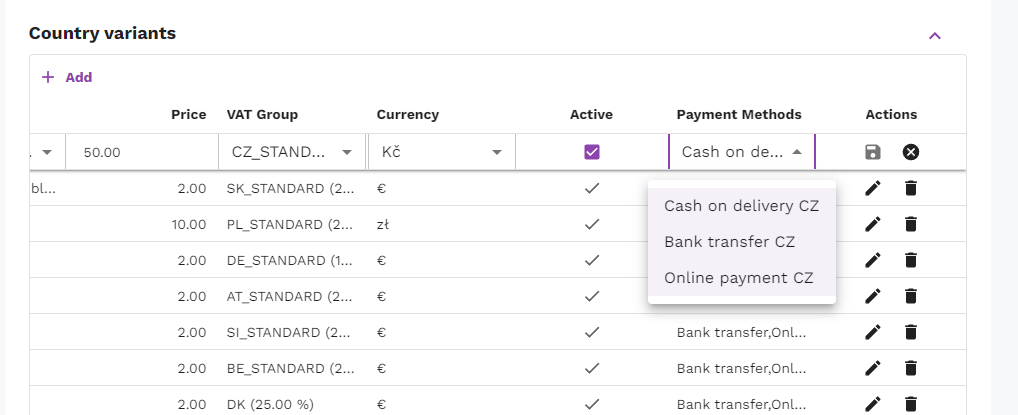 Country variants
+ Add
Price VAT Group Currency Active Payment Methods Actions
. 50.00 CZ_STAND... Kč Cash on de...
bl... 2.00 SK_STANDARD (2... €
Cash on delivery CZ
10.00 PL_STANDARD (2... zł
Bank transfer CZ
2.00 DE_STANDARD (1... €
Online payment CZ
2.00 AT_STANDARD (2... €
2.00 SI_STANDARD (2... € Bank transfer,Onl...
2.00 BE_STANDARD (2... € Bank transfer,Onl...
2.00 DK (25.00 %) € Bank transfer,Onl...